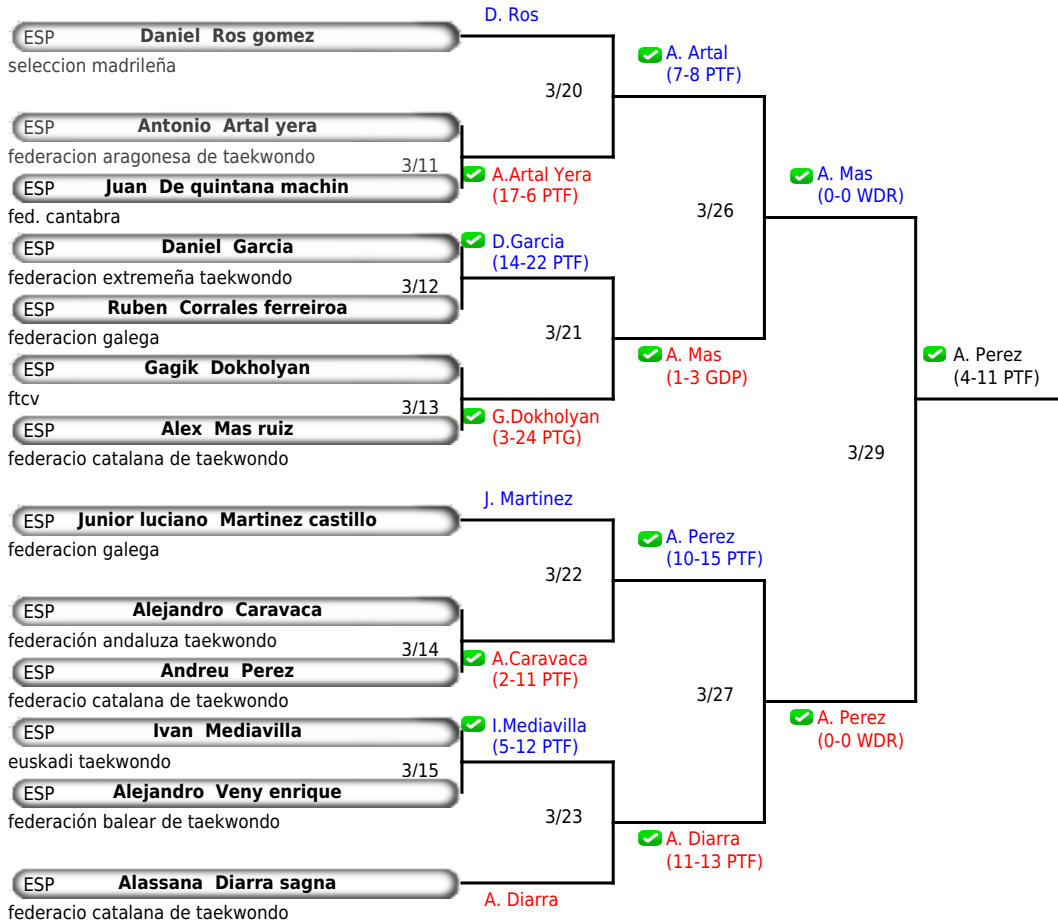 D. Ros
ESP Daniel Ros gomez
seleccion madrileña
A. Artal
(7-8 PTF)
3/20
ESP Antonio Artal yera
federacion aragonesa de taekwondo
3/11
A.Artal Yera
(17-6 PTF)
ESP Juan De quintana machin
fed. cantabra
A. Mas
(0-0 WDR)
3/26
ESP Daniel Garcia
federacion extremeña taekwondo
D.Garcia
(14-22 PTF)
3/12
ESP Ruben Corrales ferreiroa
federacion galega
3/21
A. Mas
(1-3 GDP)
ESP Gagik Dokholyan
ftcv
3/13
G.Dokholyan
(3-24 PTG)
ESP Alex Mas ruiz
federacio catalana de taekwondo
A. Perez
(4-11 PTF)
3/29
J. Martinez
ESP Junior luciano Martinez castillo
federacion galega
A. Perez
(10-15 PTF)
3/22
ESP Alejandro Caravaca
federación andaluza taekwondo
3/14
A.Caravaca
(2-11 PTF)
ESP Andreu Perez
federacio catalana de taekwondo
3/27
A. Perez
(0-0 WDR)
ESP Ivan Mediavilla
euskadi taekwondo
I.Mediavilla
(5-12 PTF)
3/15
ESP Alejandro Veny enrique
federación balear de taekwondo
3/23
A. Diarra
(11-13 PTF)
ESP Alassana Diarra sagna
federacio catalana de taekwondo
A. Diarra